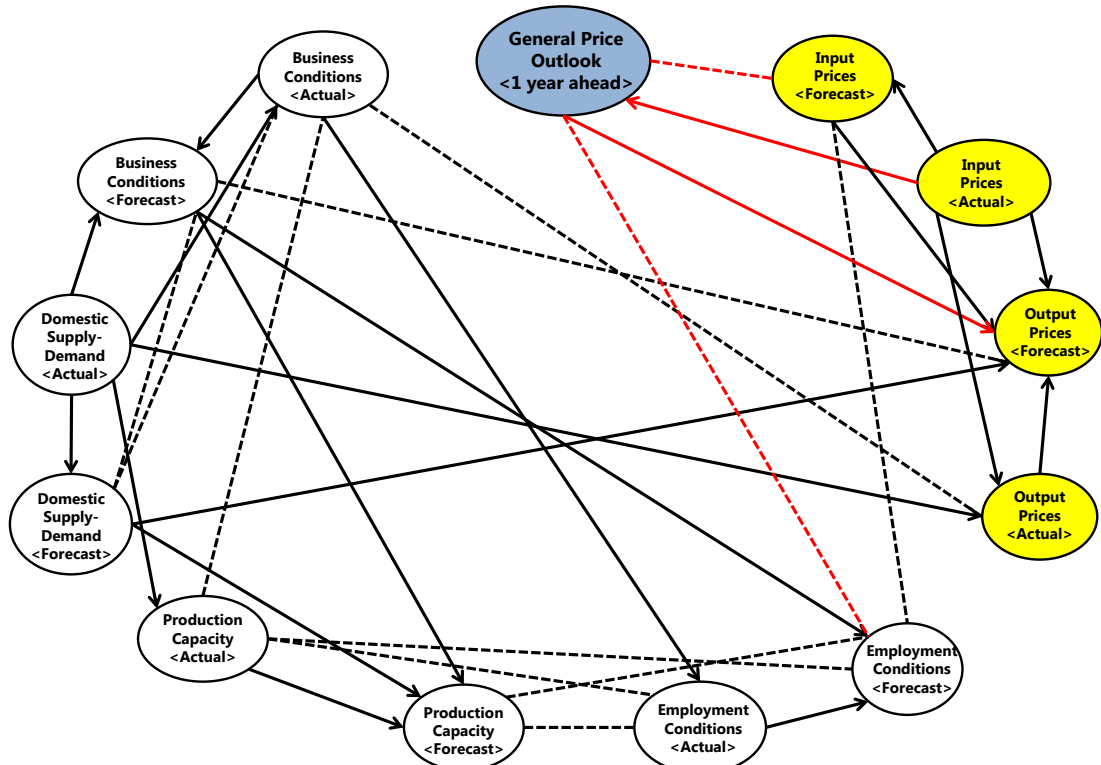 Business
Conditions
<Actual>
General Price
Outlook
<1 year ahead>
Input
Prices
<Forecast>
Business
Conditions
<Forecast>
Input
Prices
<Actual>
Domestic
Supply-
Demand
<Actual>
Output
Prices
<Forecast>
Domestic
Supply-
Demand
<Forecast>
Output
Prices
<Actual>
Production
Capacity
<Actual>
Employment
Conditions
<Forecast>
Production
Capacity
<Forecast>
Employment
Conditions
<Actual>